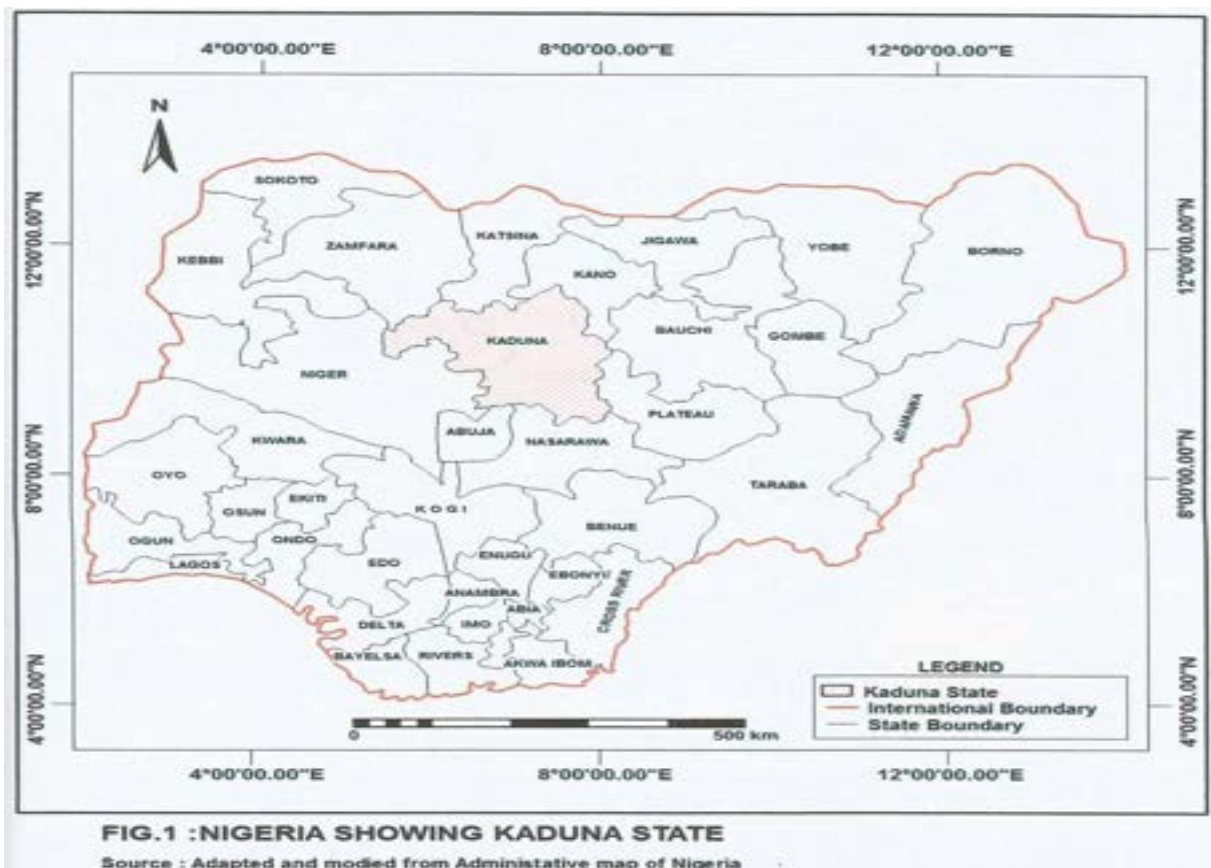 4°00'00.00"E 8°00'00.00"E 12°00'00.00"E
N
SOKOTO
ZAMFARA KATSINA JIGAWA YOBE BORNO
KEBBI KANO
12°00'00.00"N 12°00'00.00"N
KADUNA BAUCHI GOMBE
NIGER
PLATEAU ADMAWA
KWARA ABUJA NASARAWA
8°00'00.00"N 8°00'00.00"N
OYO TARABA
OSUN EKITI KOGI
OGUN ONDO BENUE
LAGOS EDO ENUGU EBONYI
ANAMBRA CROSS RIVER
DELTA IMO ABIA
BAYELSA RIVERS AKWA IBOM
4°00'00.00"N 4°00'00.00"N
LEGEND
Kaduna State
International Boundary
State Boundary
0 500 km
4°00'00.00"E 8°00'00.00"E 12°00'00.00"E
FIG.1 :NIGERIA SHOWING KADUNA STATE
Source : Adapted and modied from Administative map of Nigeria